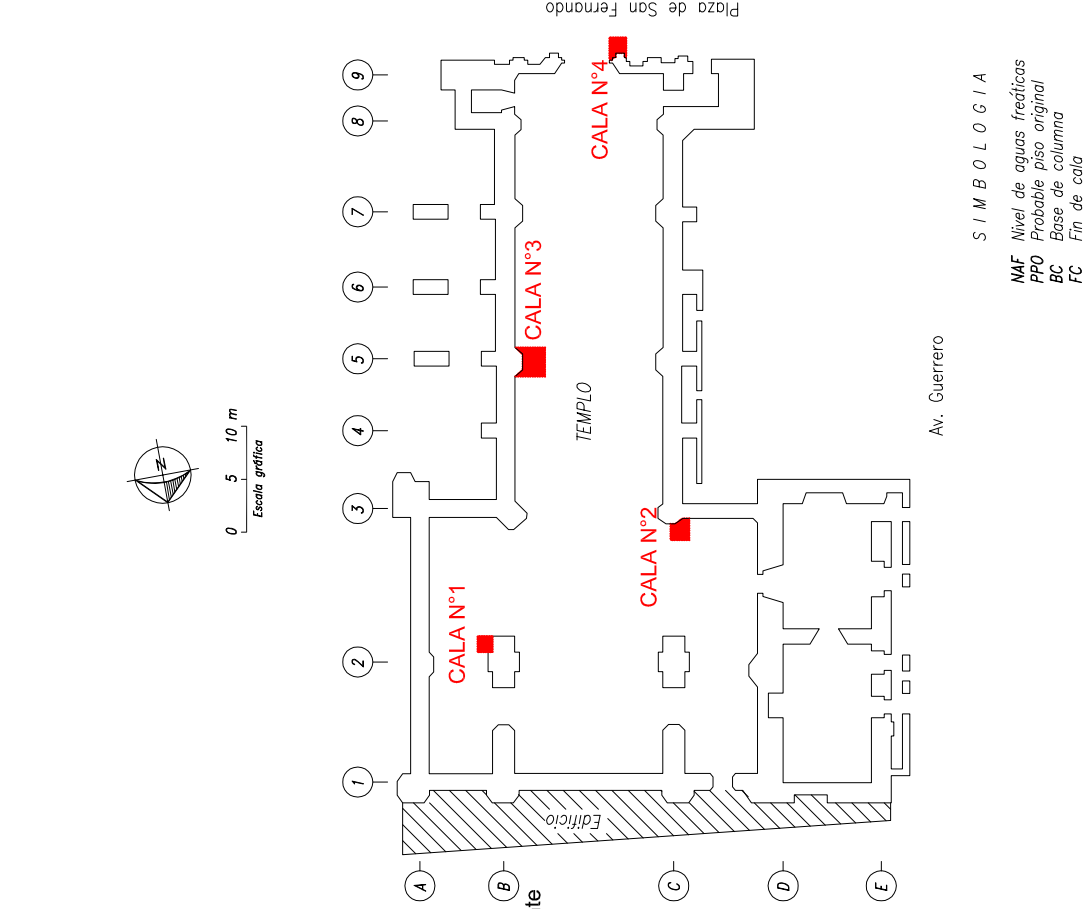 Plaza de San Fernando
9
8
7
6
5
4
3
2
1
A
B
C
D
E
CALA N°4
CALA N°3
CALA N°2
CALA N°1
TEMPLO
Edificio
Av. Guerrero
N
0 5 10 m
Escala gráfica
SIMBOLOGIA
NAF Nivel de aguas freáticas
PPO Probable piso original
BC Base de columna
FC Fin de cala
nte